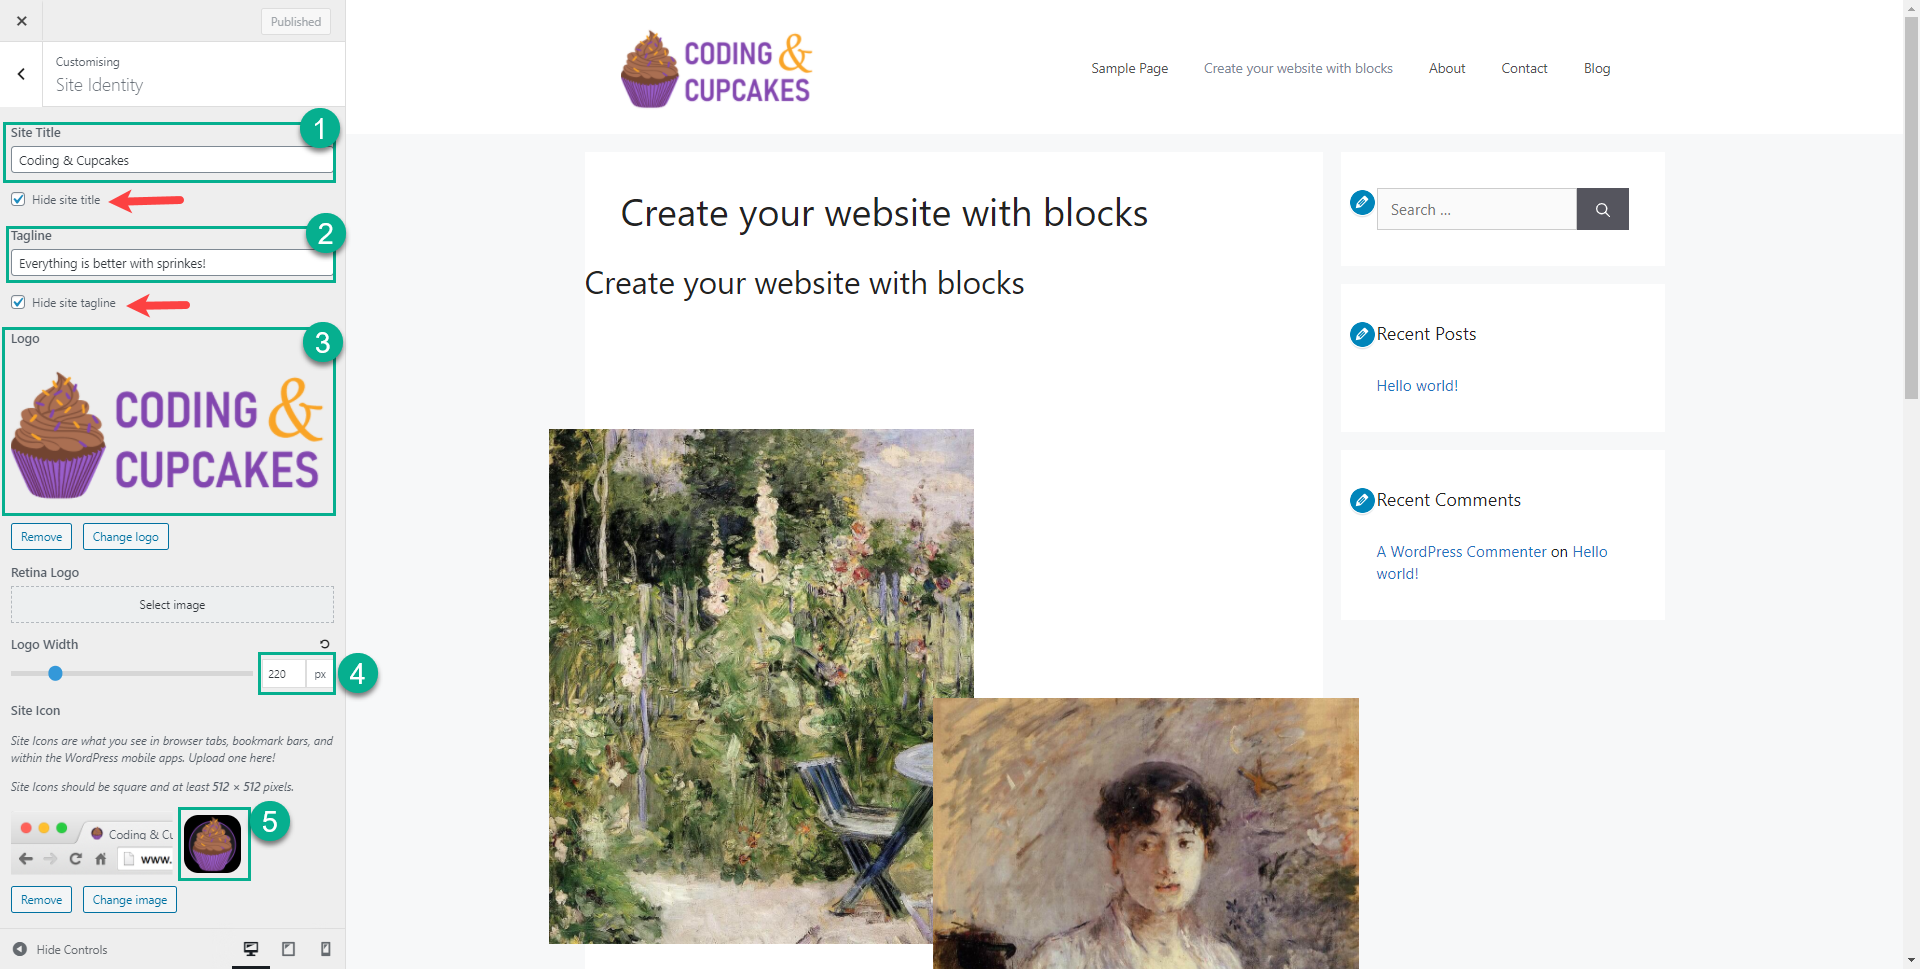 Published
Customising
Site Identity
1
Site Title
Coding & Cupcakes
Hide site title
2
Tagline
Everything is better with sprinkes!
Hide site tagline
3
Logo
CODING &
CUPCAKES
Remove
Change logo
Retina Logo
Select image
Logo Width
220
px
4
Site Icon
Site Icons are what you see in browser tabs, bookmark bars, and
within the WordPress mobile apps. Upload one here!
Site Icons should be square and at least 512 × 512 pixels.
5
Coding & Cu
www.
Remove
Change image
Hide Controls
CODING &
CUPCAKES
Sample Page
Create your website with blocks
About
Contact
Blog
Create your website with blocks
Create your website with blocks
Search ...
Recent Posts
Hello world!
Recent Comments
A WordPress Commenter on Hello
world!